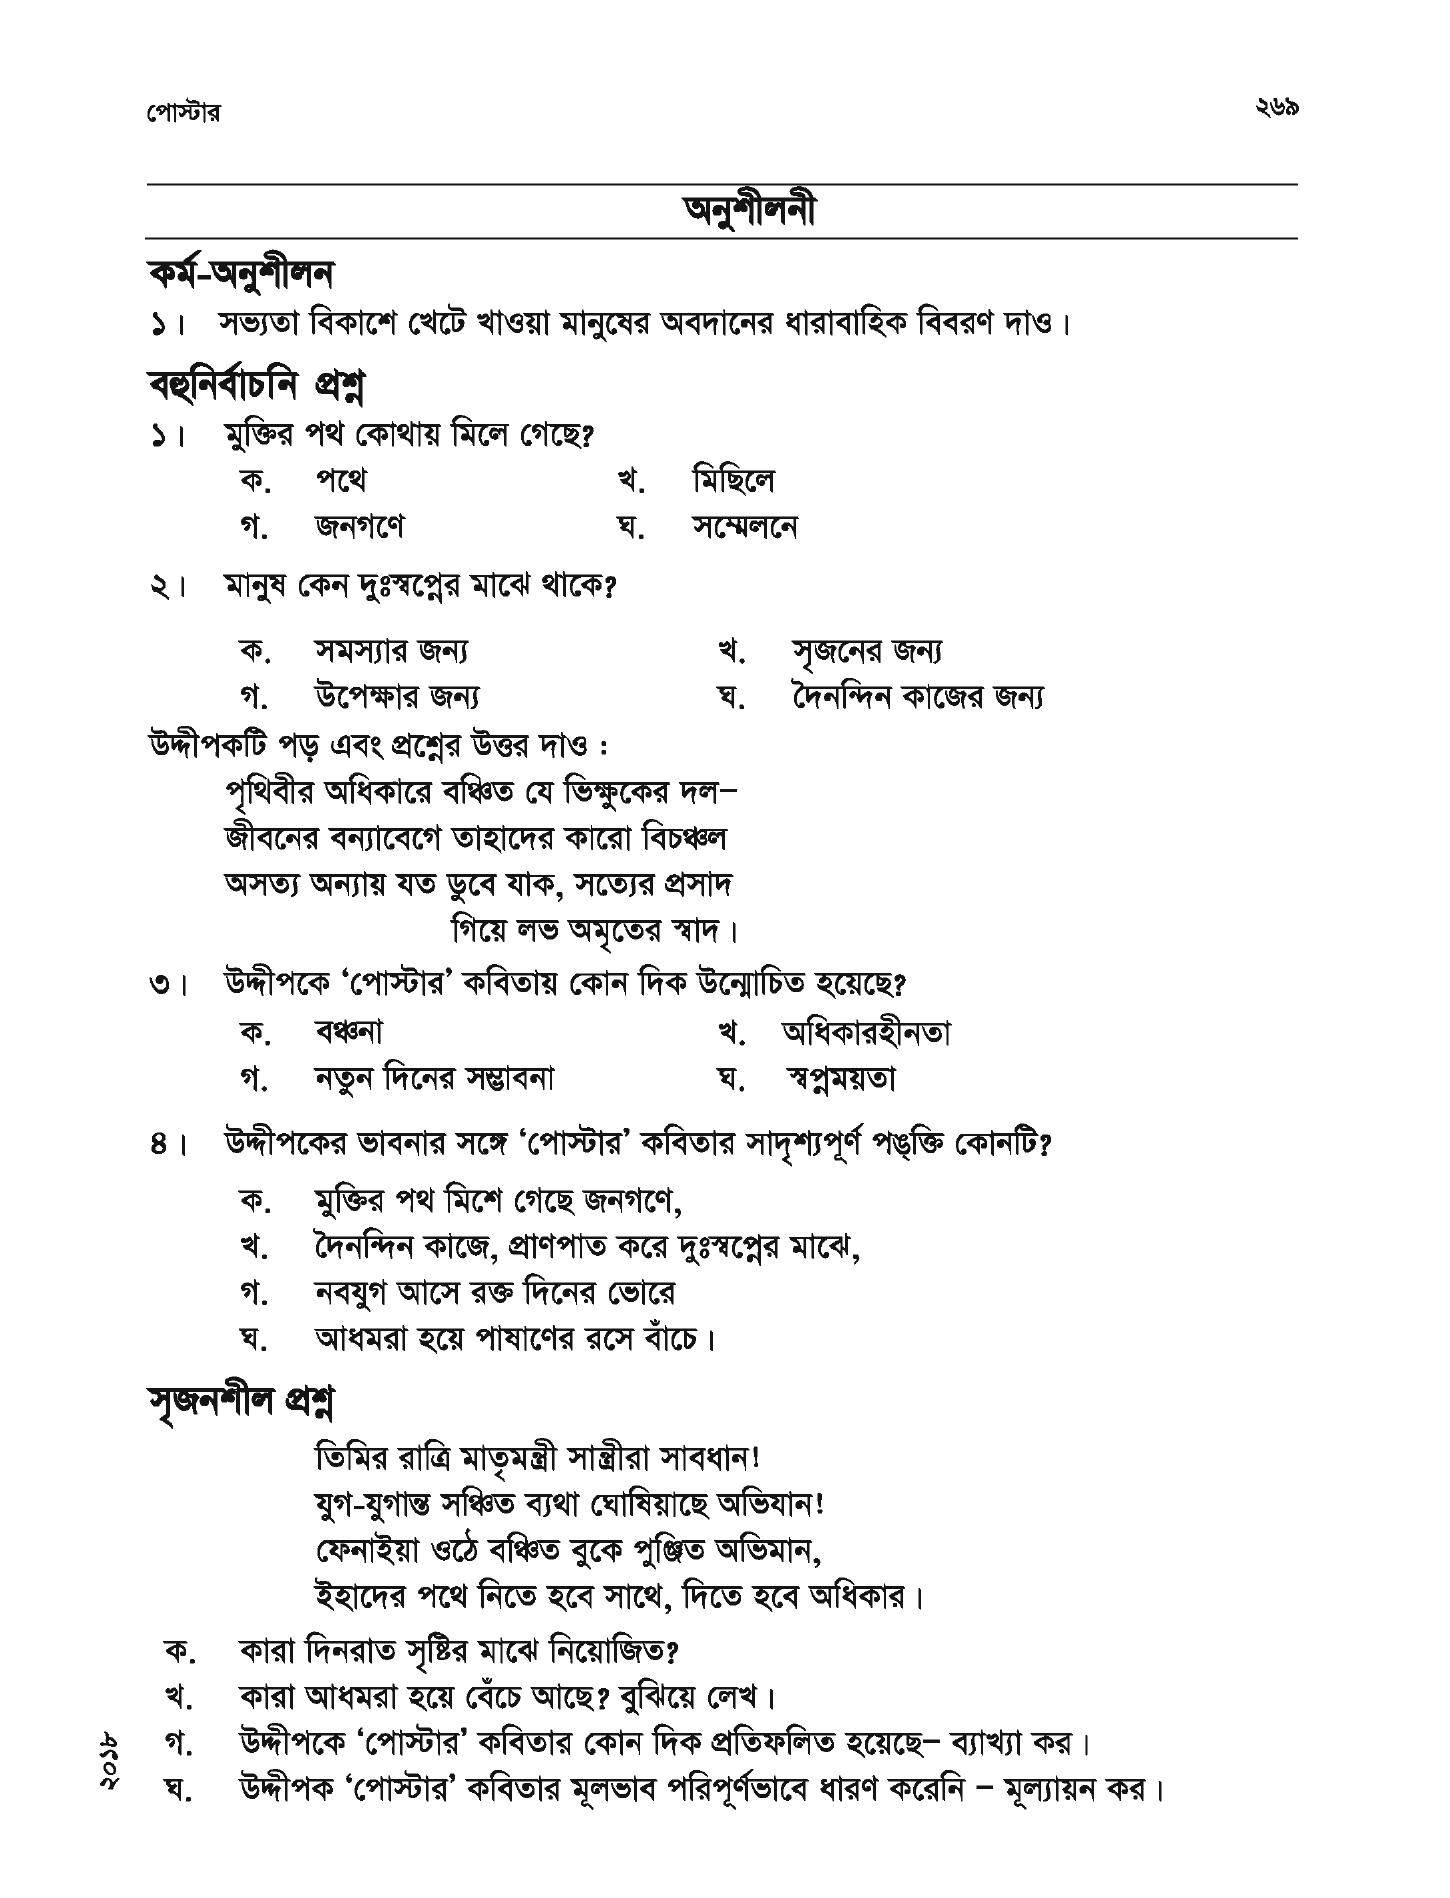 পোস্টার ২৬৯
অনুশীলনী
কর্ম-অনুশীলন
১। সভ্যতা বিকাশে খেটে খাওয়া মানুষের অবদানের ধারাবাহিক বিবরণ দাও।
বহুনির্বাচনি প্রশ্ন
১। মুক্তির পথ কোথায় মিলে গেছে?
ক. পথে খ. মিছিলে
গ. জনগণে ঘ. সম্মেলনে
২। মানুষ কেন দুঃস্বপ্নের মাঝে থাকে?
ক. সমস্যার জন্য খ. সৃজনের জন্য
গ. উপেক্ষার জন্য ঘ. দৈনন্দিন কাজের জন্য
উদ্দীপকটি পড় এবং প্রশ্নের উত্তর দাও :
পৃথিবীর অধিকারে বঞ্চিত যে ভিক্ষুকের দল–
জীবনের বন্যাবেগে তাহাদের কারো বিচঞ্চল
অসত্য অন্যায় যত ডুবে যাক, সত্যের প্রসাদ
গিয়ে লভ অমৃতের স্বাদ।
৩। উদ্দীপকে ‘পোস্টার’ কবিতায় কোন দিক উন্মোচিত হয়েছে?
ক. বঞ্চনা খ. অধিকারহীনতা
গ. নতুন দিনের সম্ভাবনা ঘ. স্বপ্নময়তা
৪। উদ্দীপকের ভাবনার সঙ্গে ‘পোস্টার’ কবিতার সাদৃশ্যপূর্ণ পঙ্‌ক্তি কোনটি?
ক. মুক্তির পথ মিশে গেছে জনগণে,
খ. দৈনন্দিন কাজে, প্রাণপাত করে দুঃস্বপ্নের মাঝে,
গ. নবযুগ আসে রক্ত দিনের ভোরে
ঘ. আধমরা হয়ে পাষাণের রসে বাঁচে।
সৃজনশীল প্রশ্ন
তিমির রাত্রি মাতৃমন্ত্রী সান্ত্রীরা সাবধান!
যুগ-যুগান্ত সঞ্চিত ব্যথা ঘোষিয়াছে অভিযান!
ফেনাইয়া ওঠে বঞ্চিত বুকে পুঞ্জিত অভিমান,
ইহাদের পথে নিতে হবে সাথে, দিতে হবে অধিকার।
ক. কারা দিনরাত সৃষ্টির মাঝে নিয়োজিত?
খ. কারা আধমরা হয়ে বেঁচে আছে? বুঝিয়ে লেখ।
গ. উদ্দীপকে ‘পোস্টার’ কবিতার কোন দিক প্রতিফলিত হয়েছে– ব্যাখ্যা কর।
ঘ. উদ্দীপক ‘পোস্টার’ কবিতার মূলভাব পরিপূর্ণভাবে ধারণ করেনি – মূল্যায়ন কর।
২০১৮